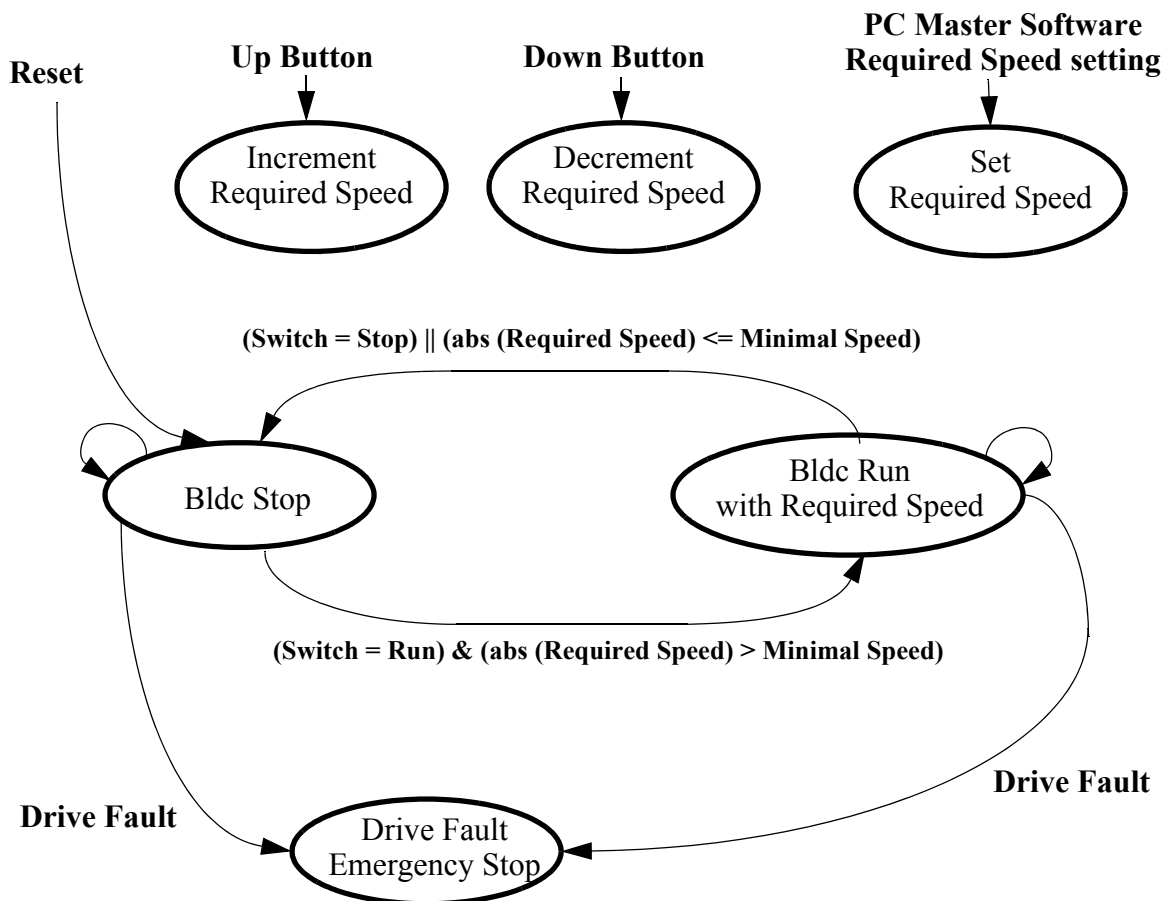 PC Master Software
Required Speed setting
Up Button
Down Button
Reset
Increment
Required Speed
Decrement
Required Speed
Set
Required Speed
(Switch = Stop) || (abs (Required Speed) <= Minimal Speed)
Bldc Stop
Bldc Run
with Required Speed
(Switch = Run) & (abs (Required Speed) > Minimal Speed)
Drive Fault
Drive Fault
Drive Fault
Emergency Stop